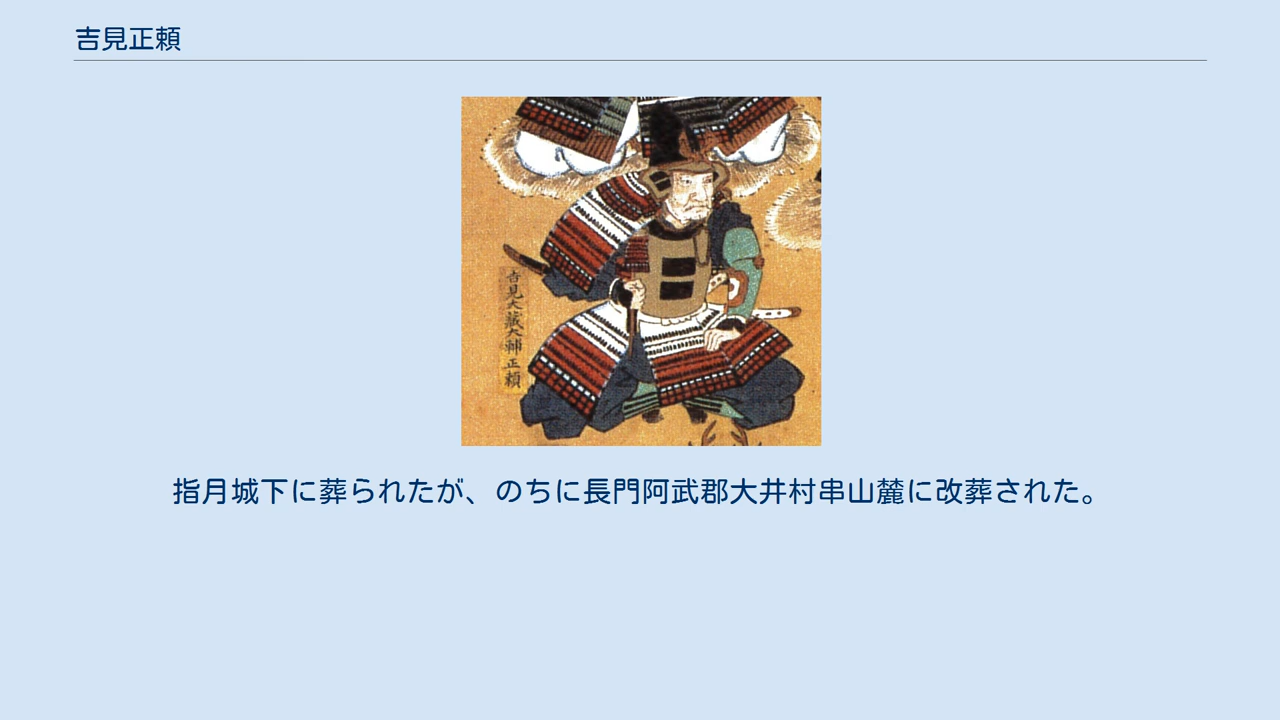 吉見正頼
吉見大蔵大輔正頼
指月城下に葬られたが、のちに長門阿武郡大井村串山麓に改葬された。